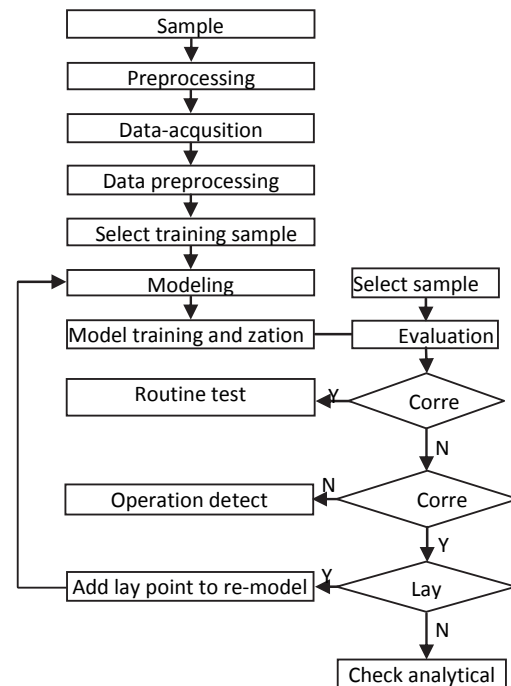 Sample
Preprocessing
Data-acqusition
Data preprocessing
Select training sample
Modeling
Select sample
Model training and zation
Evaluation
Routine test
Y
Corre
N
Operation detect
N
Corre
Y
Add lay point to re-model
Y
Lay
N
Check analytical